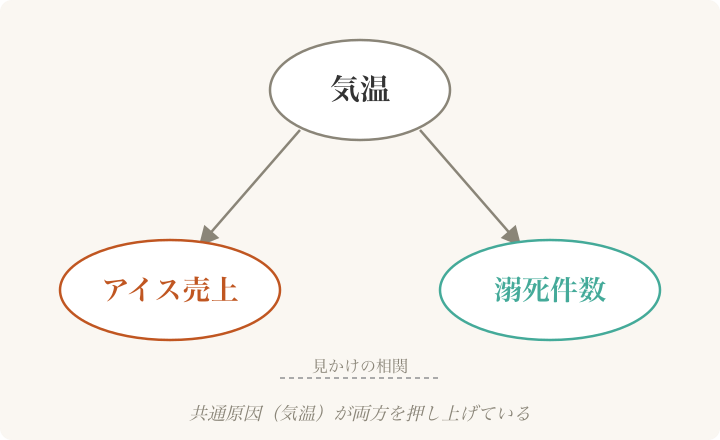 気温
アイス売上
溺死件数
見かけの相関
共通原因（気温）が両方を押し上げている